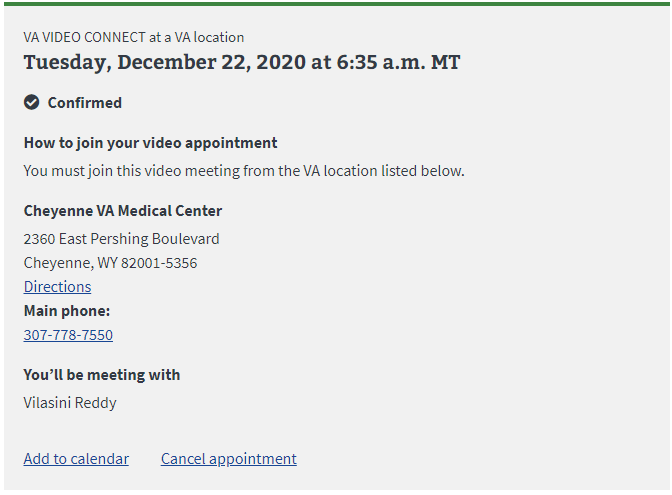 VA VIDEO CONNECT at a VA location
Tuesday, December 22, 2020 at 6:35 a.m. MT
Confirmed
How to join your video appointment
You must join this video meeting from the VA location listed below.
Cheyenne VA Medical Center
2360 East Pershing Boulevard
Cheyenne, WY 82001-5356
Directions
Main phone:
307-778-7550
You’ll be meeting with
Vilasini Reddy
Add to calendar Cancel appointment